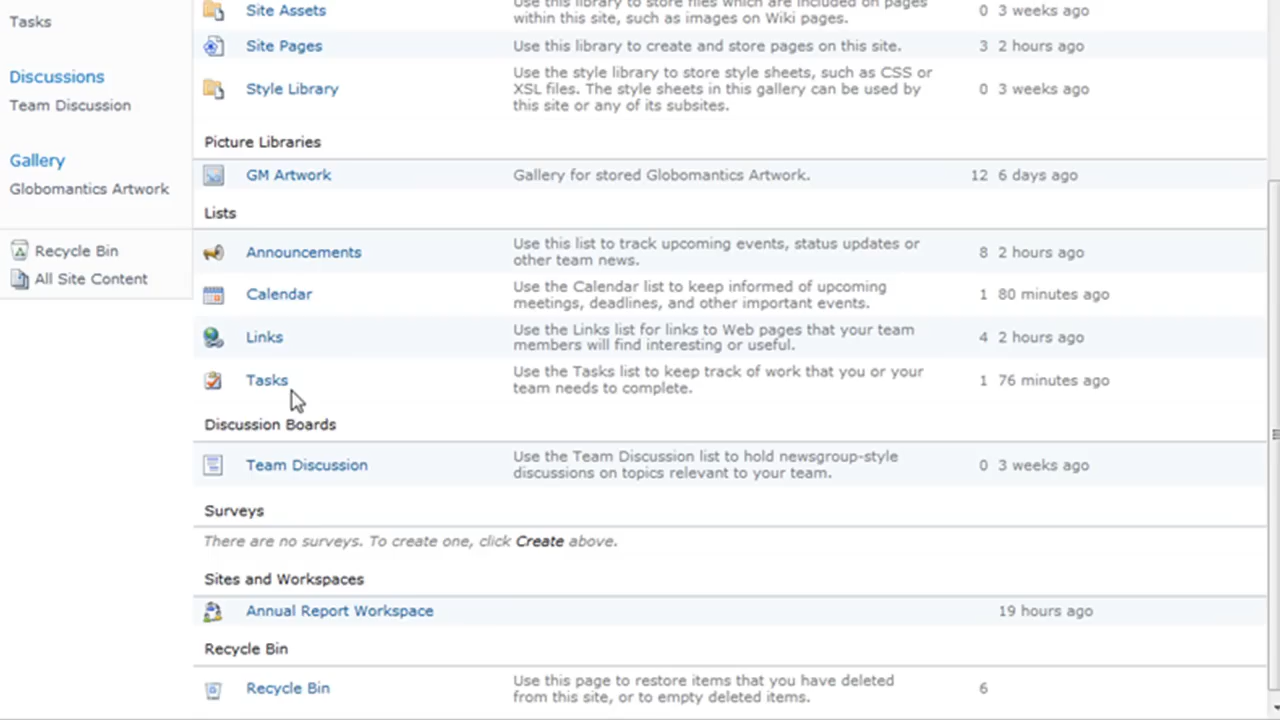 Tasks
Discussions
Team Discussion
Gallery
Globomantics Artwork
Recycle Bin
All Site Content
Site Assets
Use this library to store files which are included on pages
within this site, such as images on Wiki pages.
0 3 weeks ago
Site Pages
Use this library to create and store pages on this site.
3 2 hours ago
Style Library
Use the style library to store style sheets, such as CSS or
XSL files. The style sheets in this gallery can be used by
this site or any of its subsites.
0 3 weeks ago
Picture Libraries
GM Artwork
Gallery for stored Globomantics Artwork.
12 6 days ago
Lists
Announcements
Use this list to track upcoming events, status updates or
other team news.
8 2 hours ago
Calendar
Use the Calendar list to keep informed of upcoming
meetings, deadlines, and other important events.
1 80 minutes ago
Links
Use the Links list for links to Web pages that your team
members will find interesting or useful.
4 2 hours ago
Tasks
Use the Tasks list to keep track of work that you or your
team needs to complete.
1 76 minutes ago
Discussion Boards
Team Discussion
Use the Team Discussion list to hold newsgroup-style
discussions on topics relevant to your team.
0 3 weeks ago
Surveys
There are no surveys. To create one, click Create above.
Sites and Workspaces
Annual Report Workspace
19 hours ago
Recycle Bin
Recycle Bin
Use this page to restore items that you have deleted
from this site, or to empty deleted items.
6